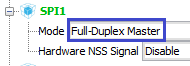 SPI1
Mode Full-Duplex Master
Hardware NSS Signal Disable